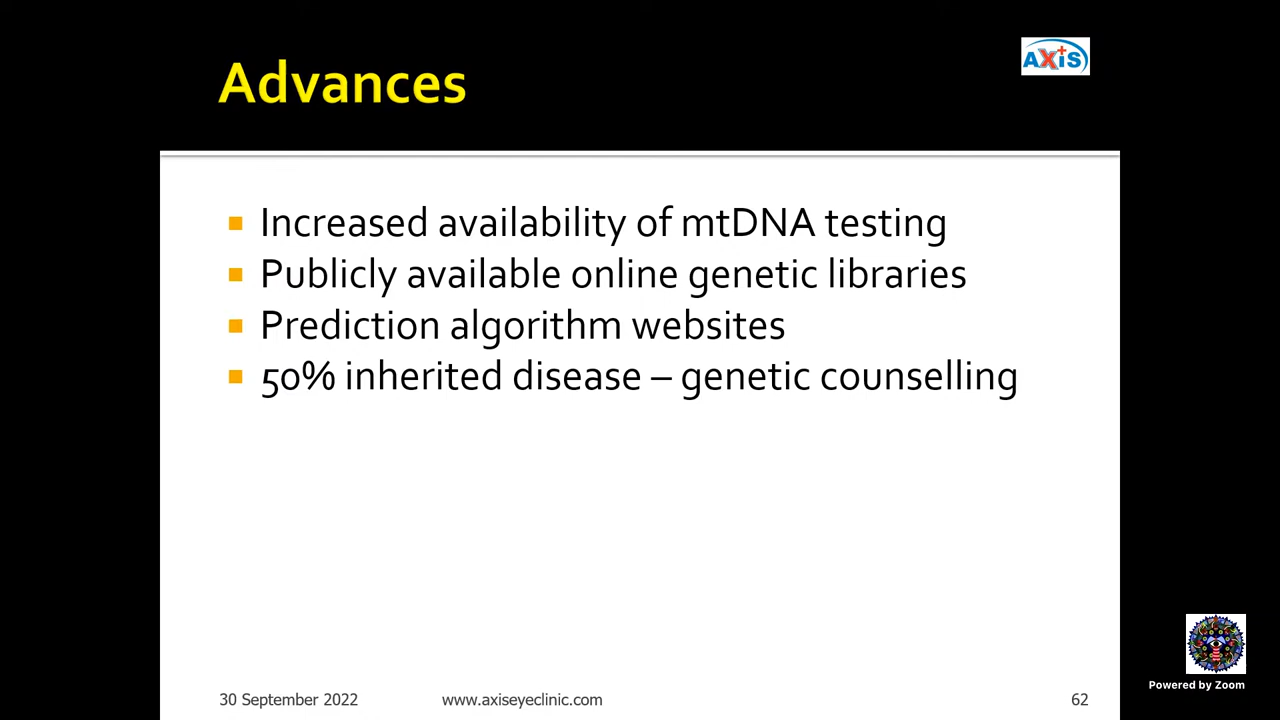 Advances
AXiS
Increased availability of mtDNA testing
Publicly available online genetic libraries
Prediction algorithm websites
50% inherited disease – genetic counselling
30 September 2022
www.axiseyeclinic.com
62
Powered by Zoom